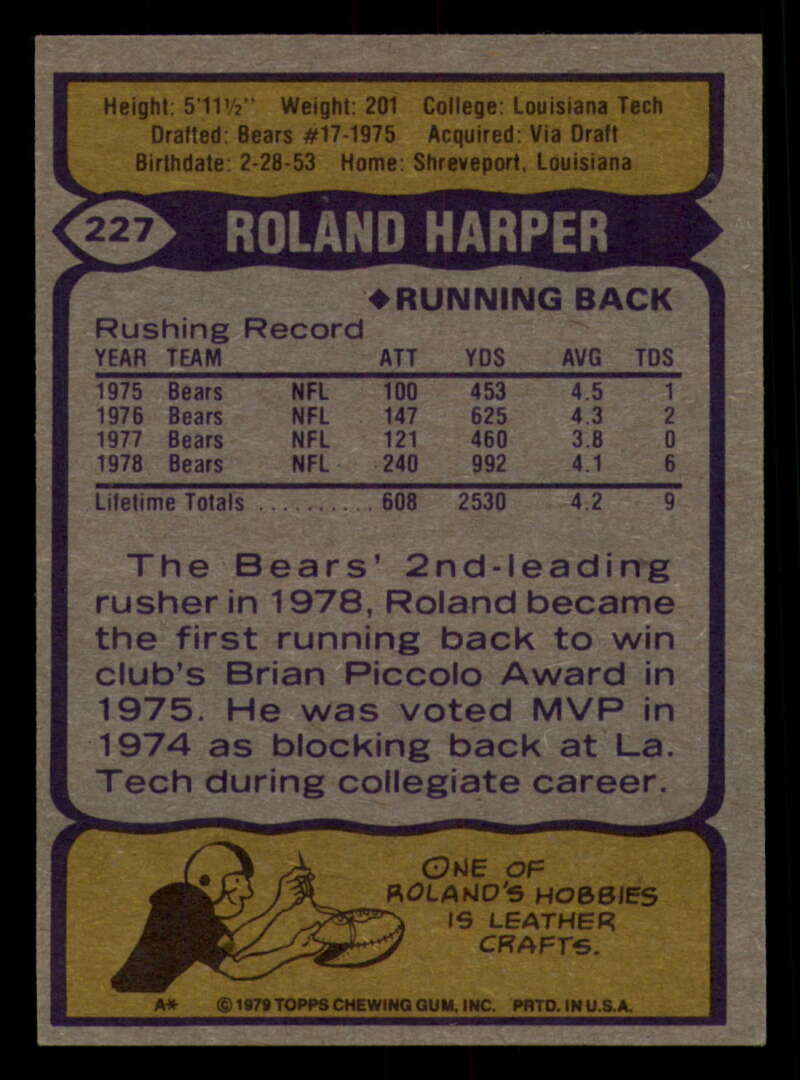 Height: 5'11½" Weight: 201 College: Louisiana Tech
Drafted: Bears #17-1975 Acquired: Via Draft
Birthdate: 2-28-53 Home: Shreveport, Louisiana
227 ROLAND HARPER
◆RUNNING BACK
Rushing Record
YEAR TEAM ATT YDS AVG TDS
1975 Bears NFL 100 453 4.5 1
1976 Bears NFL 147 625 4.3 2
1977 Bears NFL 121 460 3.8 0
1978 Bears NFL 240 992 4.1 6
Lifetime Totals .......... 608 2530 4.2 9
The Bears' 2nd-leading
rusher in 1978, Roland became
the first running back to win
club's Brian Piccolo Award in
1975. He was voted MVP in
1974 as blocking back at La.
Tech during collegiate career.
ONE OF
ROLAND'S HOBBIES
IS LEATHER
CRAFTS.
A* © 1979 TOPPS CHEWING GUM, INC. PRTD. IN U.S.A.